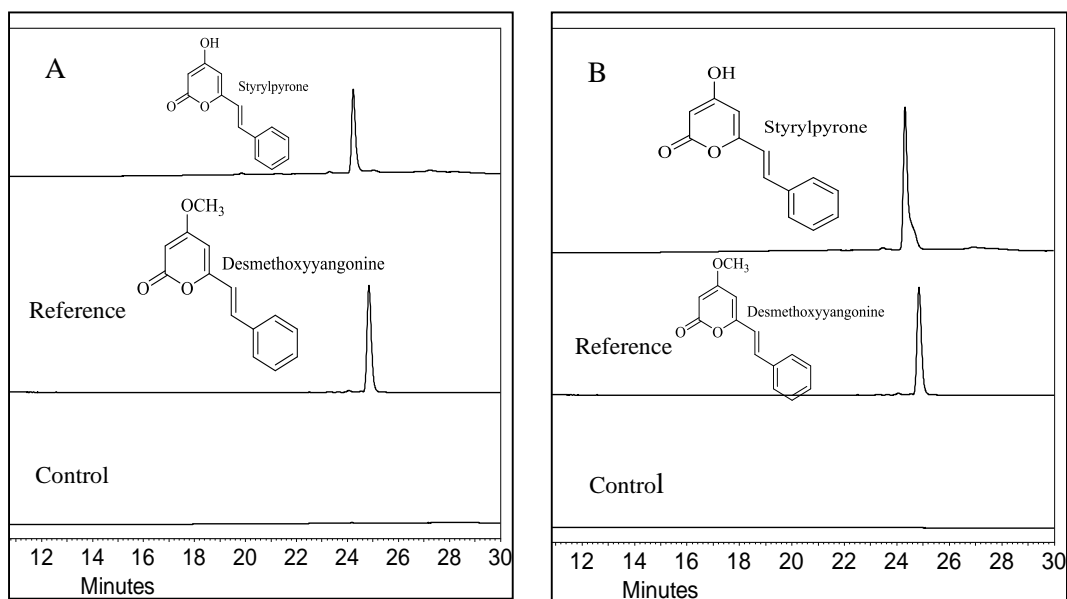 A
OH
Styrylpyrone
O
O
OCH3
Desmethoxyyangonine
O
O
Reference
Control
12 14 16 18 20 22 24 26 28 30
Minutes
B
OH
Styrylpyrone
O
O
OCH3
Desmethoxyyangonine
O
O
Reference
Control
12 14 16 18 20 22 24 26 28 30
Minutes